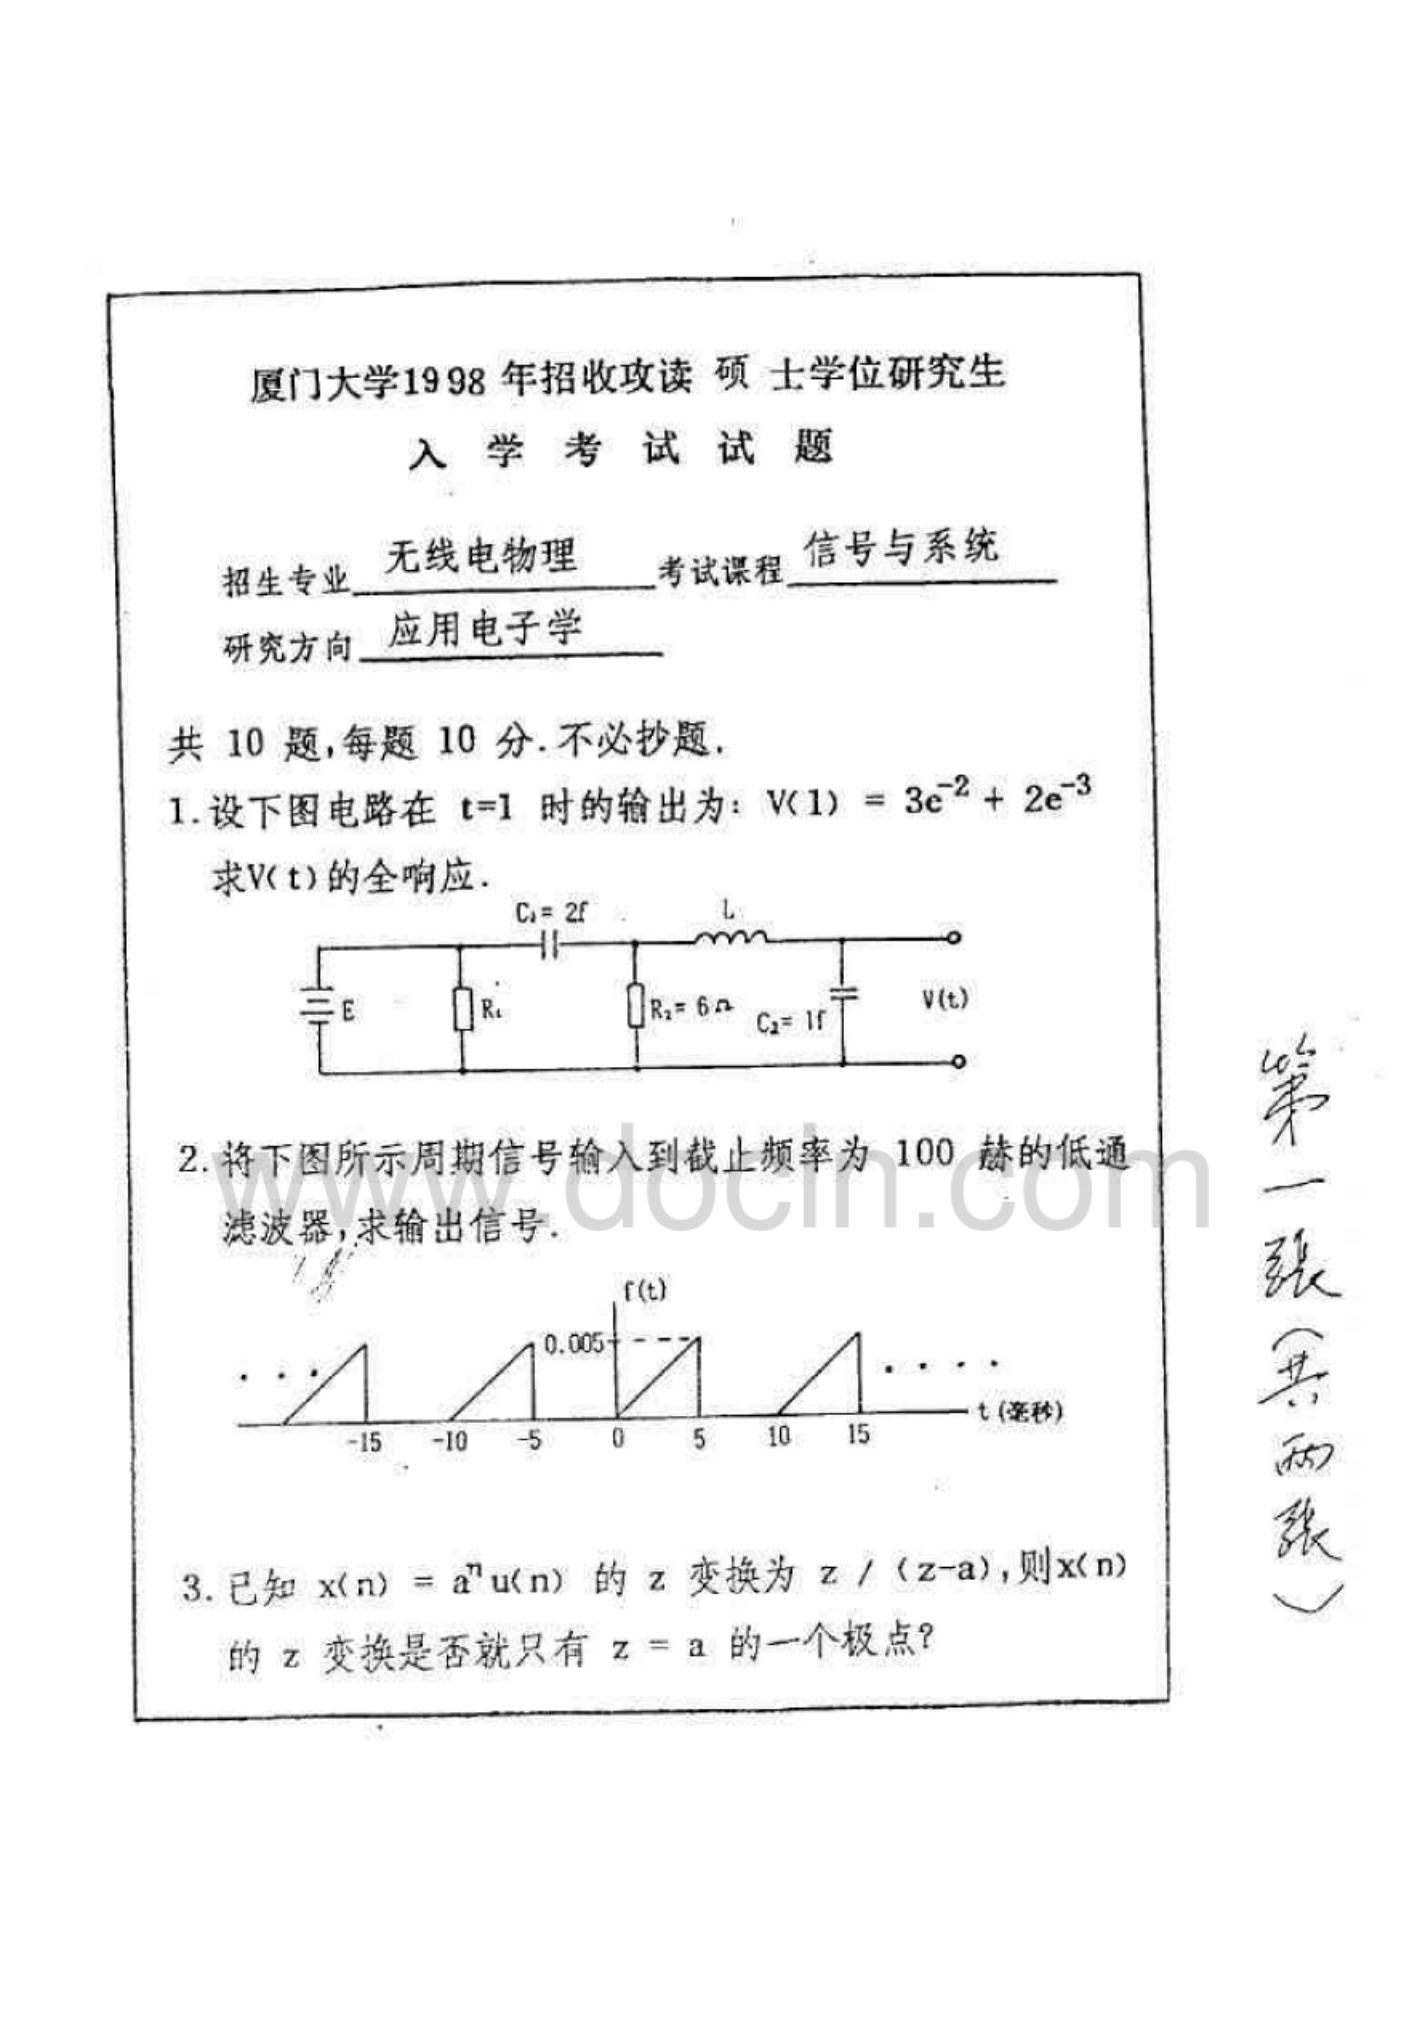 厦门大学1998 年招收攻读 硕 士学位研究生
入 学 考 试 试 题
招生专业 无线电物理 考试课程 信号与系统
研究方向 应用电子学
共 10 题,每题 10 分.不必抄题.
1.设下图电路在 t=1 时的输出为: V(1) = 3e⁻² + 2e⁻³
求V(t)的全响应.
C₁= 2f
L
E
R₁
R₂= 6Ω
C₂= 1f
V(t)
2.将下图所示周期信号输入到截止频率为 100 赫的低通
滤波器,求输出信号.
www.docin.com
f(t)
0.005
-15 -10 -5 0 5 10 15
t(毫秒)
3.已知 x(n) = aⁿu(n) 的 z 变换为 z / (z-a),则x(n)
的 z 变换是否就只有 z = a 的一个极点?
第一張(共两張)